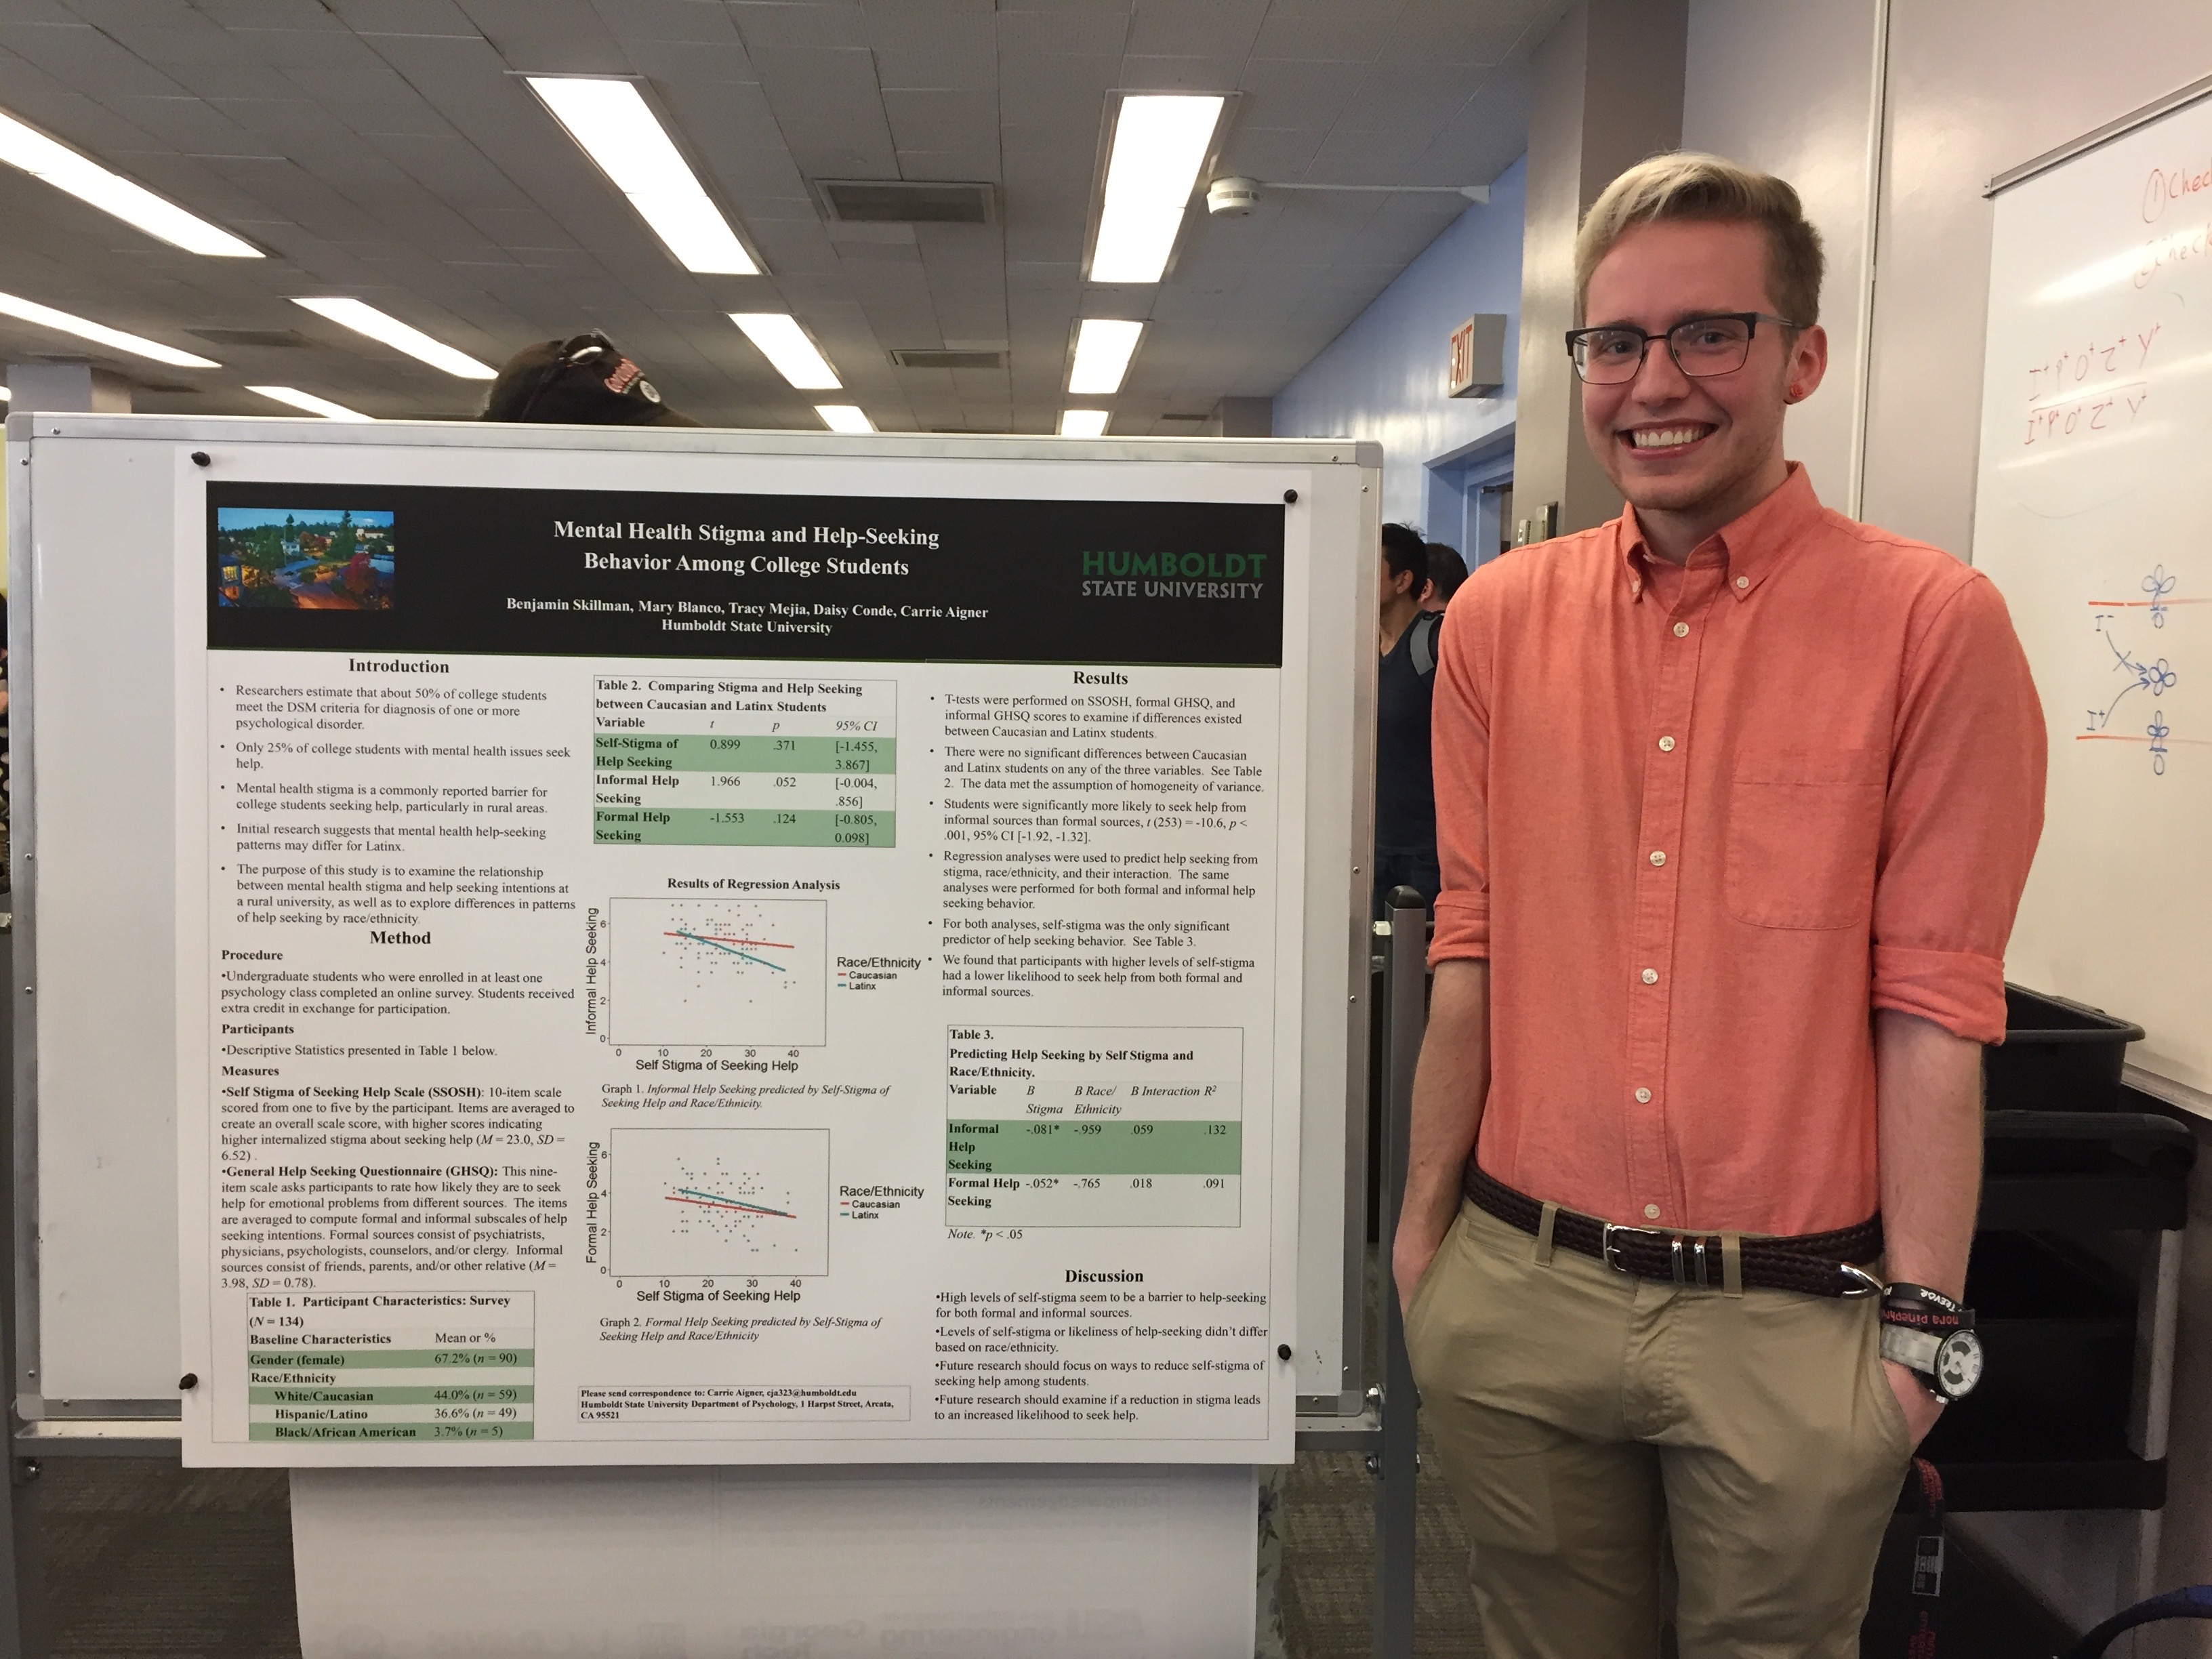 Mental Health Stigma and Help-Seeking
Behavior Among College Students
Benjamin Skillman, Mary Blanco, Tracy Mejia, Daisy Conde, Carrie Aigner
Humboldt State University
HUMBOLDT
STATE UNIVERSITY
Introduction
• Researchers estimate that about 50% of college students
meet the DSM criteria for diagnosis of one or more
psychological disorder.
• Only 25% of college students with mental health issues seek
help.
• Mental health stigma is a commonly reported barrier for
college students seeking help, particularly in rural areas.
• Initial research suggests that mental health help-seeking
patterns may differ for Latinx.
• The purpose of this study is to examine the relationship
between mental health stigma and help seeking intentions at
a rural university, as well as to explore differences in patterns
of help seeking by race/ethnicity.
Method
Procedure
•Undergraduate students who were enrolled in at least one
psychology class completed an online survey. Students received
extra credit in exchange for participation.
Participants
•Descriptive Statistics presented in Table 1 below.
Measures
•Self Stigma of Seeking Help Scale (SSOSH): 10-item scale
scored from one to five by the participant. Items are averaged to
create an overall scale score, with higher scores indicating
higher internalized stigma about seeking help (M = 23.0, SD =
6.52) .
•General Help Seeking Questionnaire (GHSQ): This nine-
item scale asks participants to rate how likely they are to seek
help for emotional problems from different sources. The items
are averaged to compute formal and informal subscales of help
seeking intentions. Formal sources consist of psychiatrists,
physicians, psychologists, counselors, and/or clergy. Informal
sources consist of friends, parents, and/or other relative (M =
3.98, SD = 0.78).
Table 1. Participant Characteristics: Survey
(N = 134)
Baseline Characteristics Mean or %
Gender (female) 67.2% (n = 90)
Race/Ethnicity
White/Caucasian 44.0% (n = 59)
Hispanic/Latino 36.6% (n = 49)
Black/African American 3.7% (n = 5)
Table 2. Comparing Stigma and Help Seeking
between Caucasian and Latinx Students
Variable t p 95% CI
Self-Stigma of 0.899 .371 [-1.455,
Help Seeking 3.867]
Informal Help 1.966 .052 [-0.004,
Seeking .856]
Formal Help -1.553 .124 [-0.805,
Seeking 0.098]
Results of Regression Analysis
Informal Help Seeking
6
4
2
0
0 10 20 30 40
Self Stigma of Seeking Help
Race/Ethnicity
Caucasian
Latinx
Graph 1. Informal Help Seeking predicted by Self-Stigma of
Seeking Help and Race/Ethnicity.
Formal Help Seeking
6
4
2
0
0 10 20 30 40
Self Stigma of Seeking Help
Race/Ethnicity
Caucasian
Latinx
Graph 2. Formal Help Seeking predicted by Self-Stigma of
Seeking Help and Race/Ethnicity
Please send correspondence to: Carrie Aigner, cja323@humboldt.edu
Humboldt State University Department of Psychology, 1 Harpst Street, Arcata,
CA 95521
Results
• T-tests were performed on SSOSH, formal GHSQ, and
informal GHSQ scores to examine if differences existed
between Caucasian and Latinx students.
• There were no significant differences between Caucasian
and Latinx students on any of the three variables. See Table
2. The data met the assumption of homogeneity of variance.
• Students were significantly more likely to seek help from
informal sources than formal sources, t (253) = -10.6, p <
.001, 95% CI [-1.92, -1.32].
• Regression analyses were used to predict help seeking from
stigma, race/ethnicity, and their interaction. The same
analyses were performed for both formal and informal help
seeking behavior.
• For both analyses, self-stigma was the only significant
predictor of help seeking behavior. See Table 3.
• We found that participants with higher levels of self-stigma
had a lower likelihood to seek help from both formal and
informal sources.
Table 3.
Predicting Help Seeking by Self Stigma and
Race/Ethnicity.
Variable B B Race/ B Interaction R²
Stigma Ethnicity
Informal -.081* -.959 .059 .132
Help
Seeking
Formal Help -.052* -.765 .018 .091
Seeking
Note. *p < .05
Discussion
•High levels of self-stigma seem to be a barrier to help-seeking
for both formal and informal sources.
•Levels of self-stigma or likeliness of help-seeking didn't differ
based on race/ethnicity.
•Future research should focus on ways to reduce self-stigma of
seeking help among students.
•Future research should examine if a reduction in stigma leads
to an increased likelihood to seek help.
EXIT
① Chec
TREVOR P